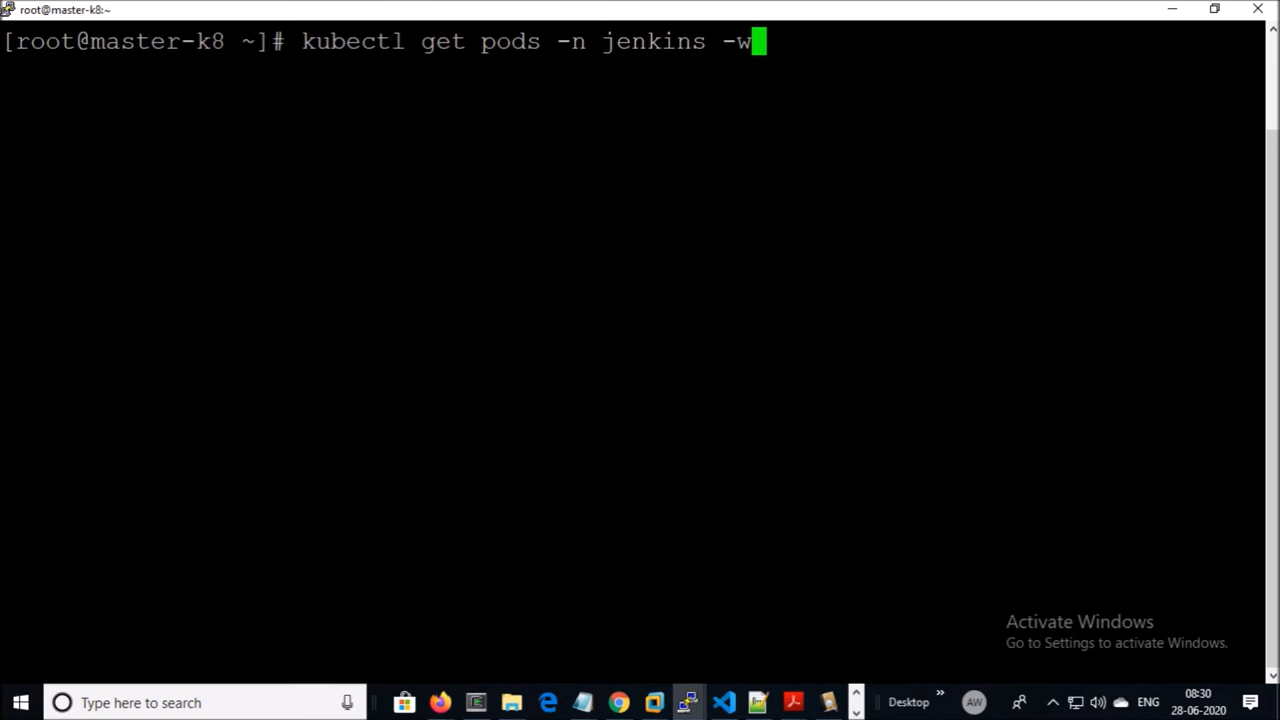 root@master-k8:~
[root@master-k8 ~]# kubectl get pods -n jenkins -w
Activate Windows
Go to Settings to activate Windows.
Type here to search
Desktop
»
AW
ENG
08:30
28-06-2020